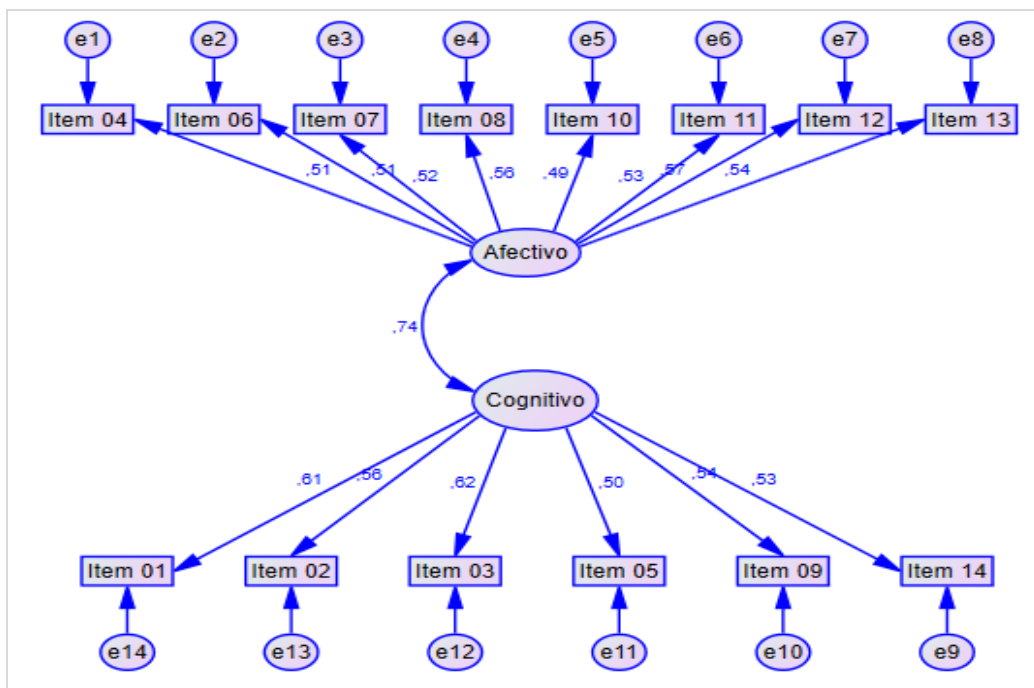 e1 e2 e3 e4 e5 e6 e7 e8
Item 04 Item 06 Item 07 Item 08 Item 10 Item 11 Item 12 Item 13
,51 ,51 ,52 ,56 ,49 ,53 ,57 ,54
Afectivo
,74
Cognitivo
,61 ,56 ,62 ,50 ,54 ,53
Item 01 Item 02 Item 03 Item 05 Item 09 Item 14
e14 e13 e12 e11 e10 e9